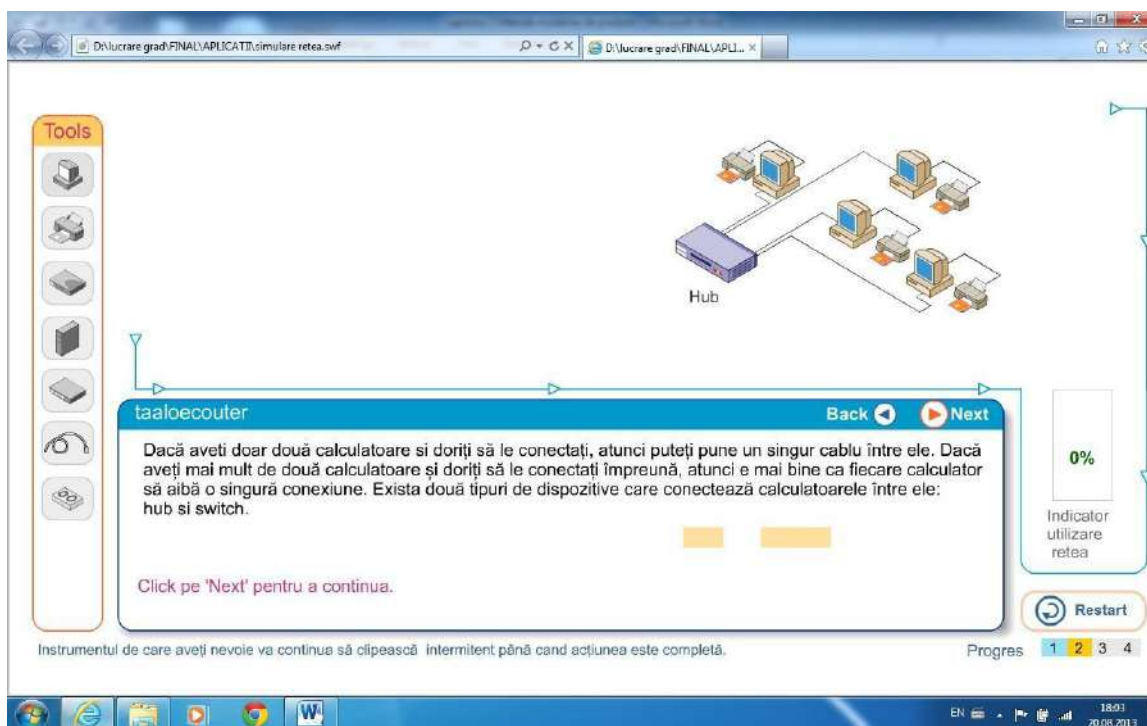 D:\lucrare grad\FINAL\APLICATII\simulare retea.swf
D:\lucrare grad\FINAL\APLI...
Tools
Hub
taaloecouter
Back
Next
Dacă aveti doar două calculatoare si doriți să le conectați, atunci puteți pune un singur cablu între ele. Dacă
aveți mai mult de două calculatoare și doriți să le conectați împreună, atunci e mai bine ca fiecare calculator
să aibă o singură conexiune. Exista două tipuri de dispozitive care conectează calculatoarele între ele:
hub si switch.
Click pe 'Next' pentru a continua.
0%
Indicator
utilizare
retea
Restart
Instrumentul de care aveți nevoie va continua să clipească intermitent până cand acțiunea este completă.
Progres 1 2 3 4
EN
18:03